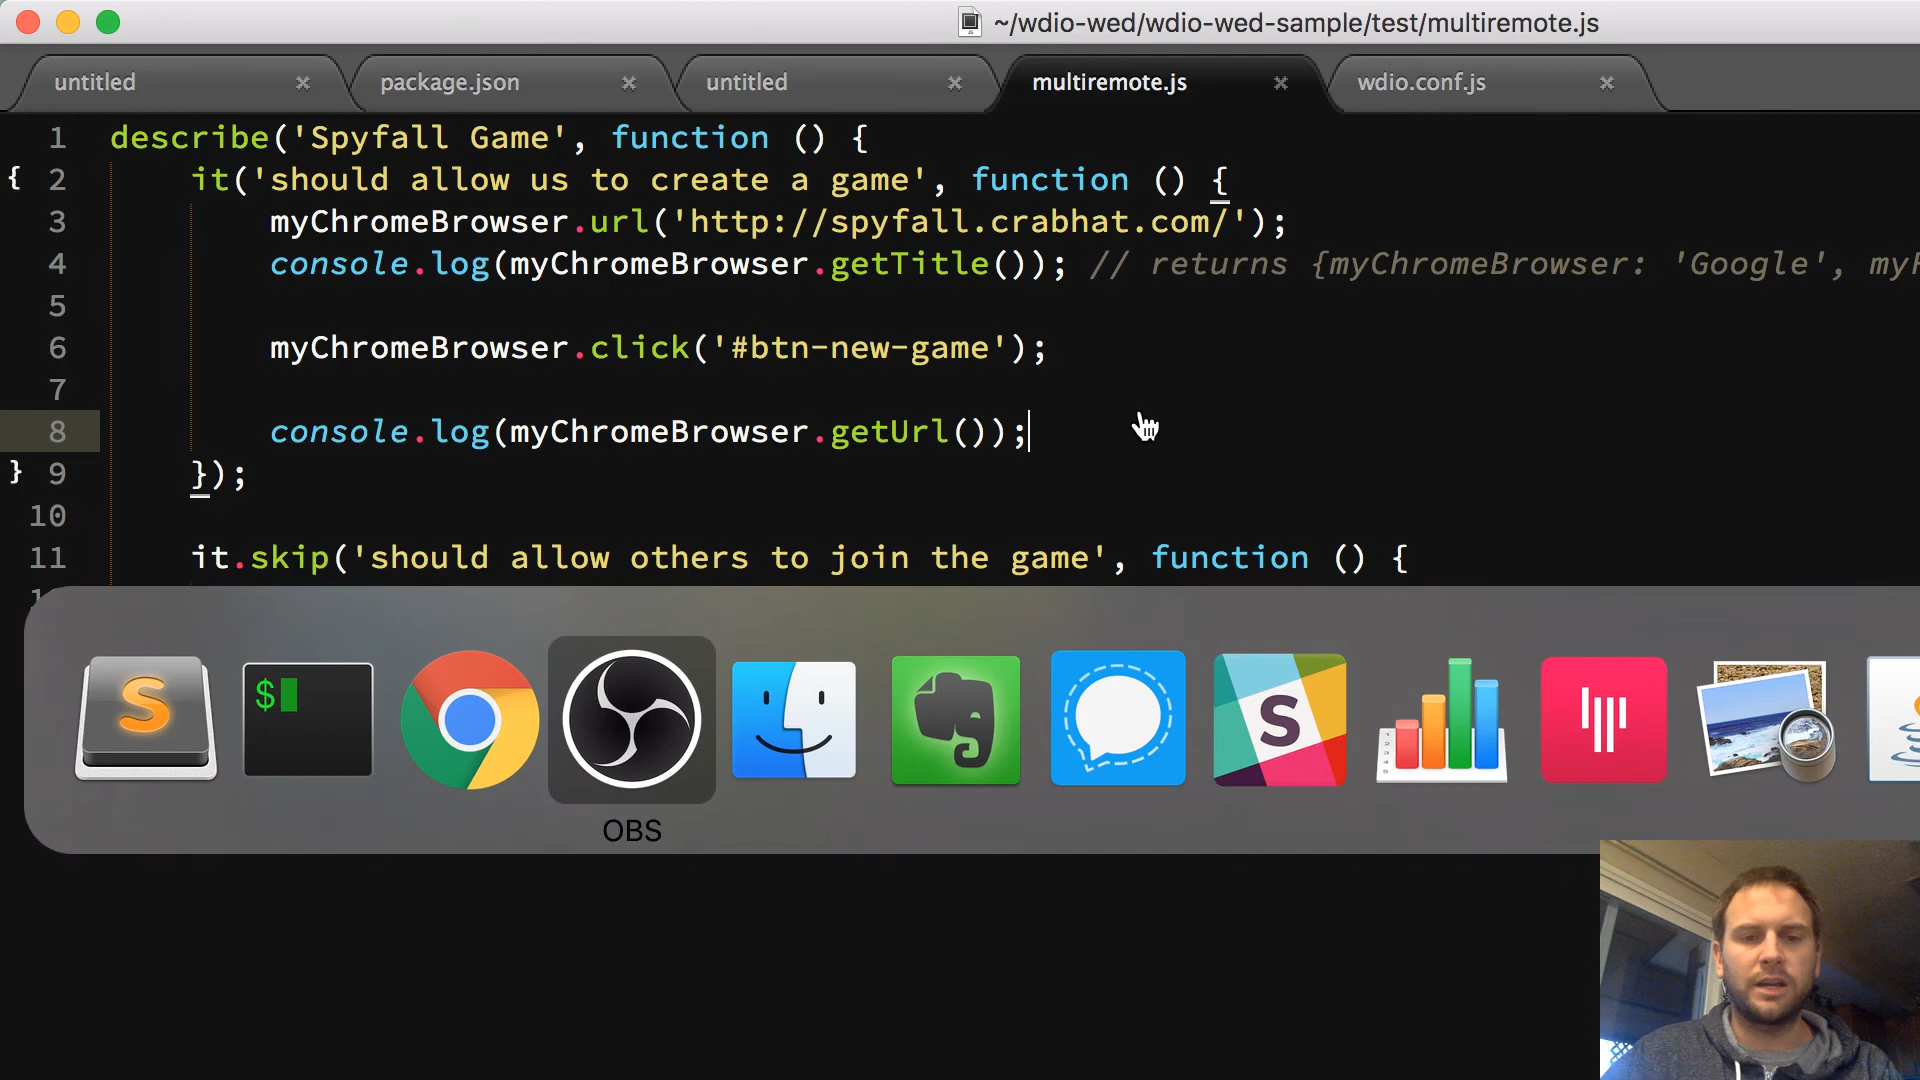 ~/wdio-wed/wdio-wed-sample/test/multiremote.js
untitled × package.json × untitled × multiremote.js × wdio.conf.js ×
1 describe('Spyfall Game', function () {
{ 2 it('should allow us to create a game', function () {
3 myChromeBrowser.url('http://spyfall.crabhat.com/');
4 console.log(myChromeBrowser.getTitle()); // returns {myChromeBrowser: 'Google', myF
5
6 myChromeBrowser.click('#btn-new-game');
7
8 console.log(myChromeBrowser.getUrl());
} 9 });
10
11 it.skip('should allow others to join the game', function () {
S $ S
OBS